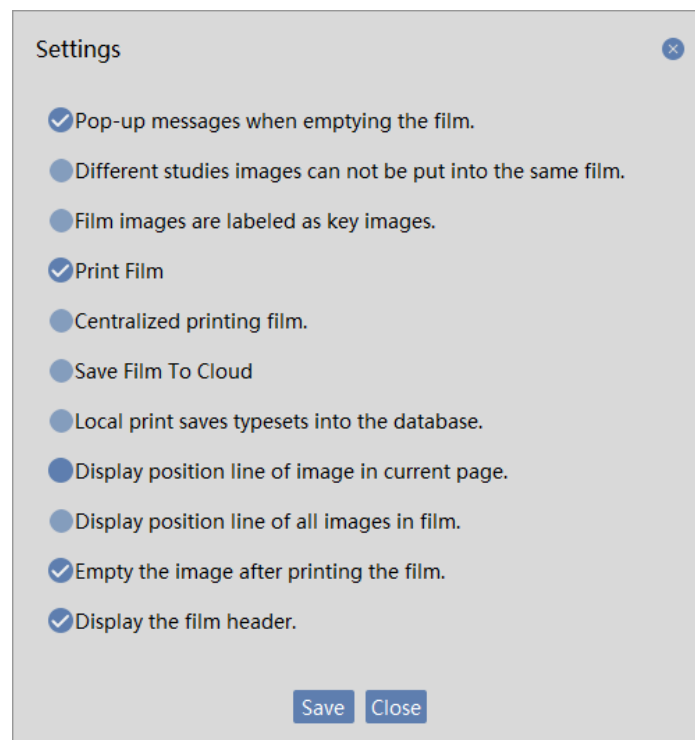 Settings
Pop-up messages when emptying the film.
Different studies images can not be put into the same film.
Film images are labeled as key images.
Print Film
Centralized printing film.
Save Film To Cloud
Local print saves typesets into the database.
Display position line of image in current page.
Display position line of all images in film.
Empty the image after printing the film.
Display the film header.
Save Close